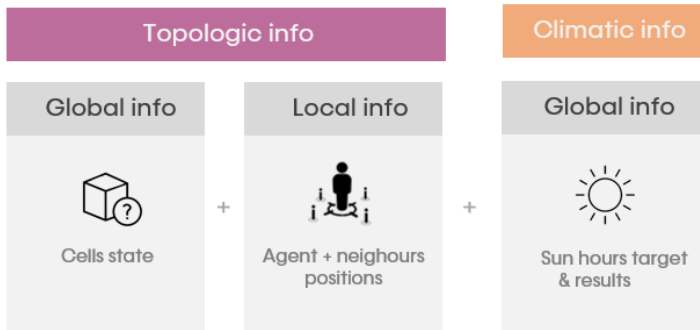 Topologic info
Climatic info
Global info
Local info
Global info
?
+
+
Cells state
Agent + neighours
positions
Sun hours target
& results